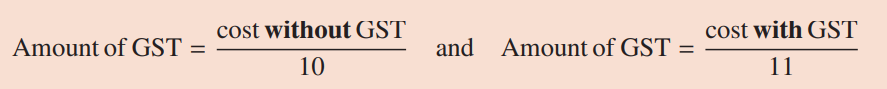 Amount of GST = cost without GST / 10 and Amount of GST = cost with GST / 11